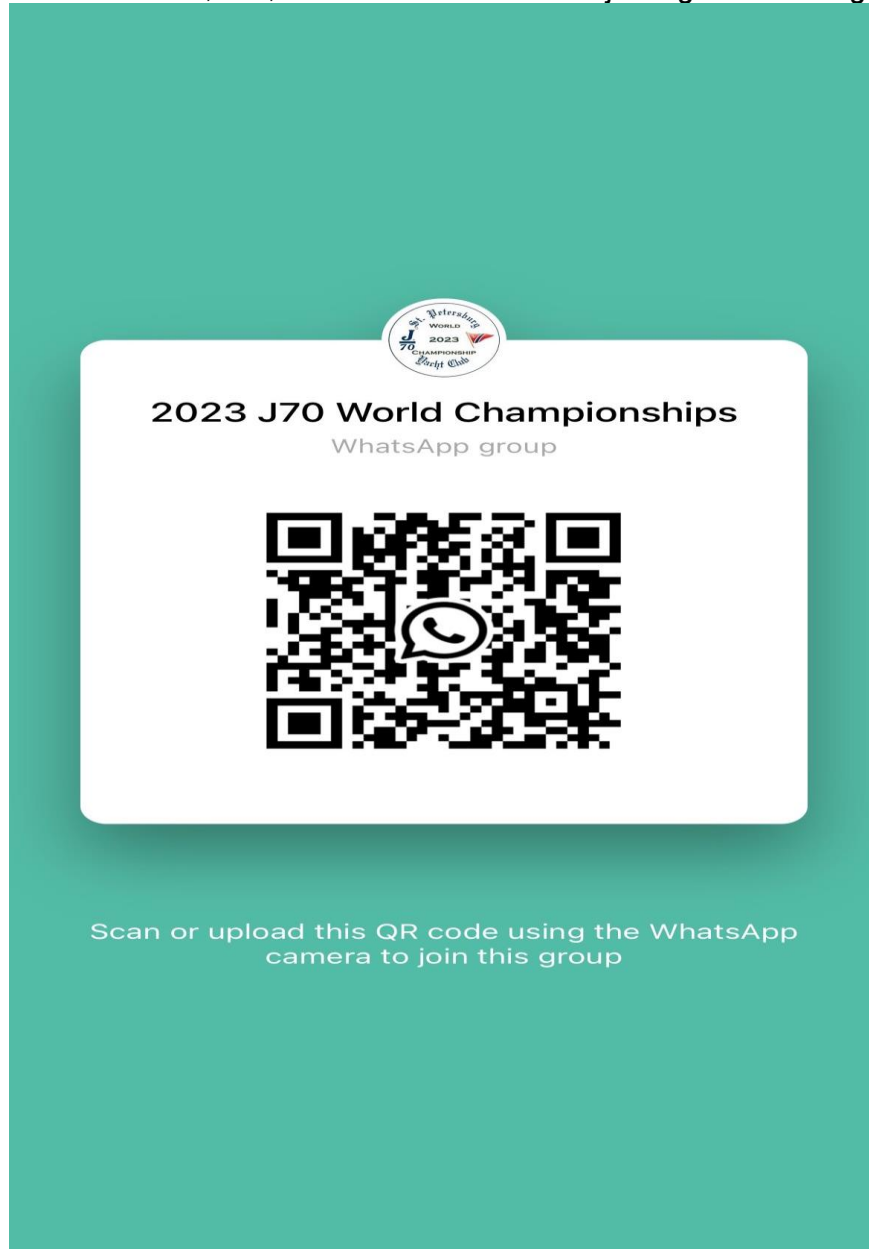 St. Petersburg
WORLD
J/70
2023
CHAMPIONSHIP
Yacht Club
2023 J70 World Championships
WhatsApp group
Scan or upload this QR code using the WhatsApp
camera to join this group